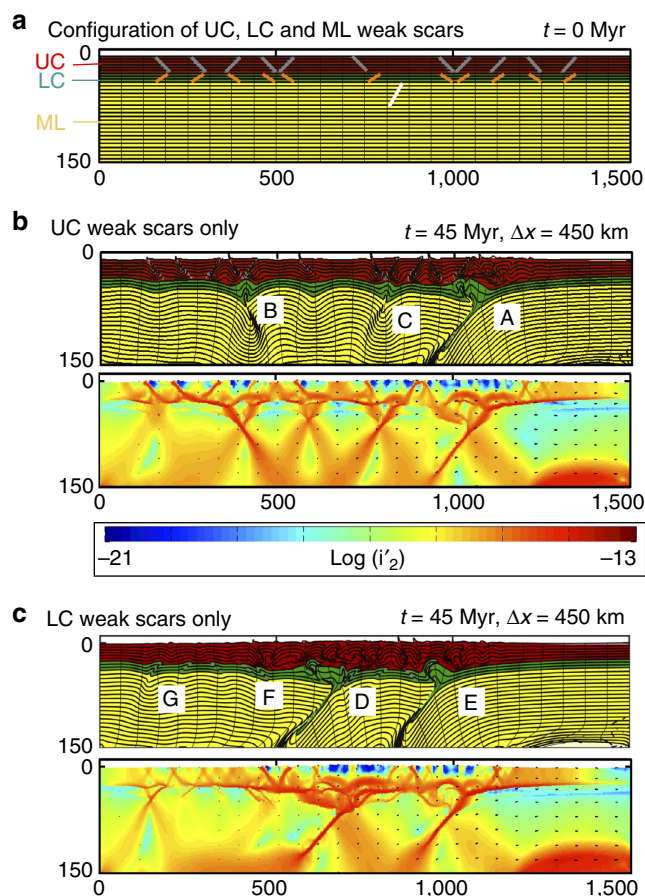 a Configuration of UC, LC and ML weak scars t = 0 Myr
0
UC
LC
ML
150
0 500 1,000 1,500
b UC weak scars only t = 45 Myr, Δx = 450 km
0
B C A
150
0
150
0 500 1,000 1,500
–21 Log (i′2) –13
c LC weak scars only t = 45 Myr, Δx = 450 km
0
G F D E
150
0
150
0 500 1,000 1,500